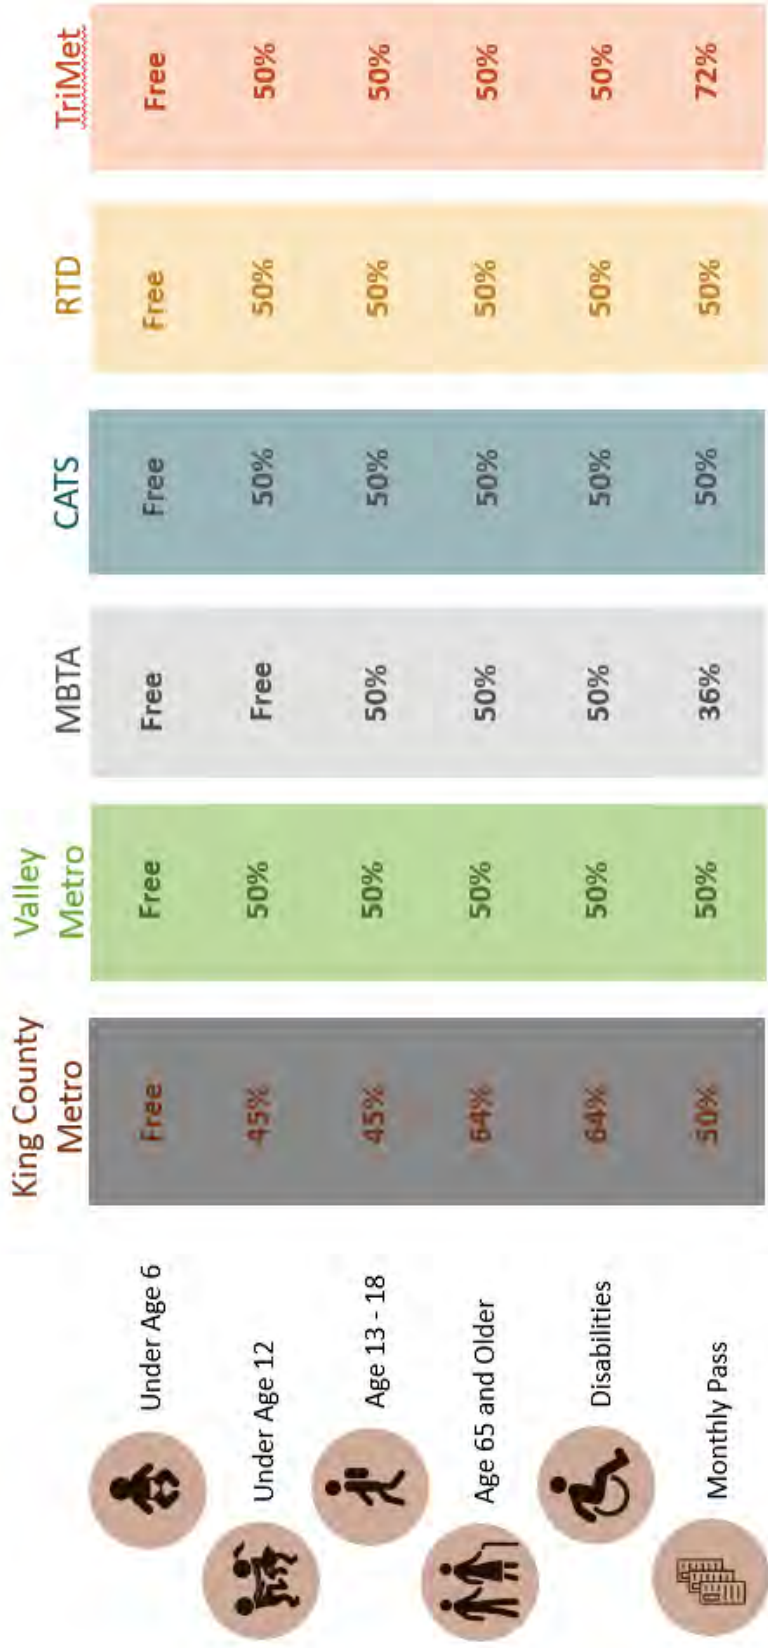 King County
Metro
Valley
Metro
MBTA
CATS
RTD
TriMet
Under Age 6
Free
Free
Free
Free
Free
Free
Under Age 12
45%
50%
Free
50%
50%
50%
Age 13 - 18
45%
50%
50%
50%
50%
50%
Age 65 and Older
64%
50%
50%
50%
50%
50%
Disabilities
64%
50%
50%
50%
50%
50%
Monthly Pass
50%
50%
36%
50%
50%
72%